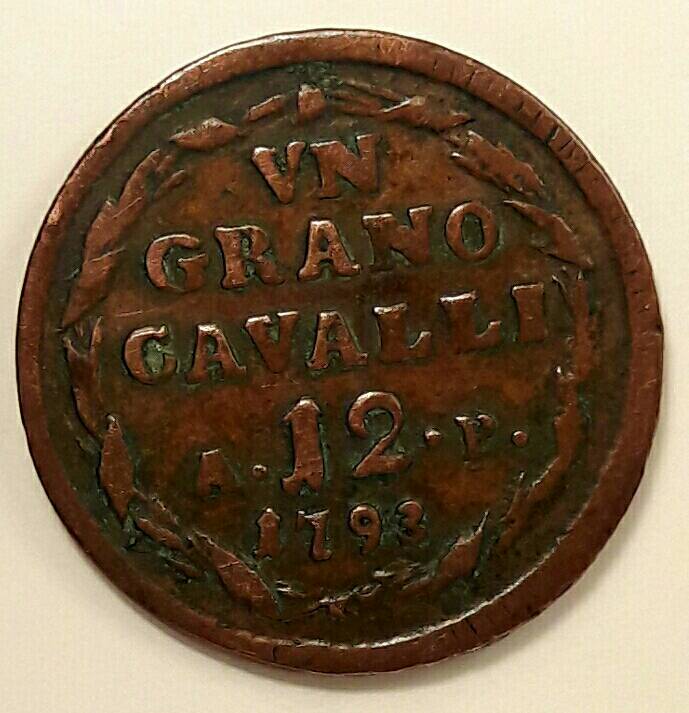 VN
GRANO
CAVALLI
A. 12 . P.
1793